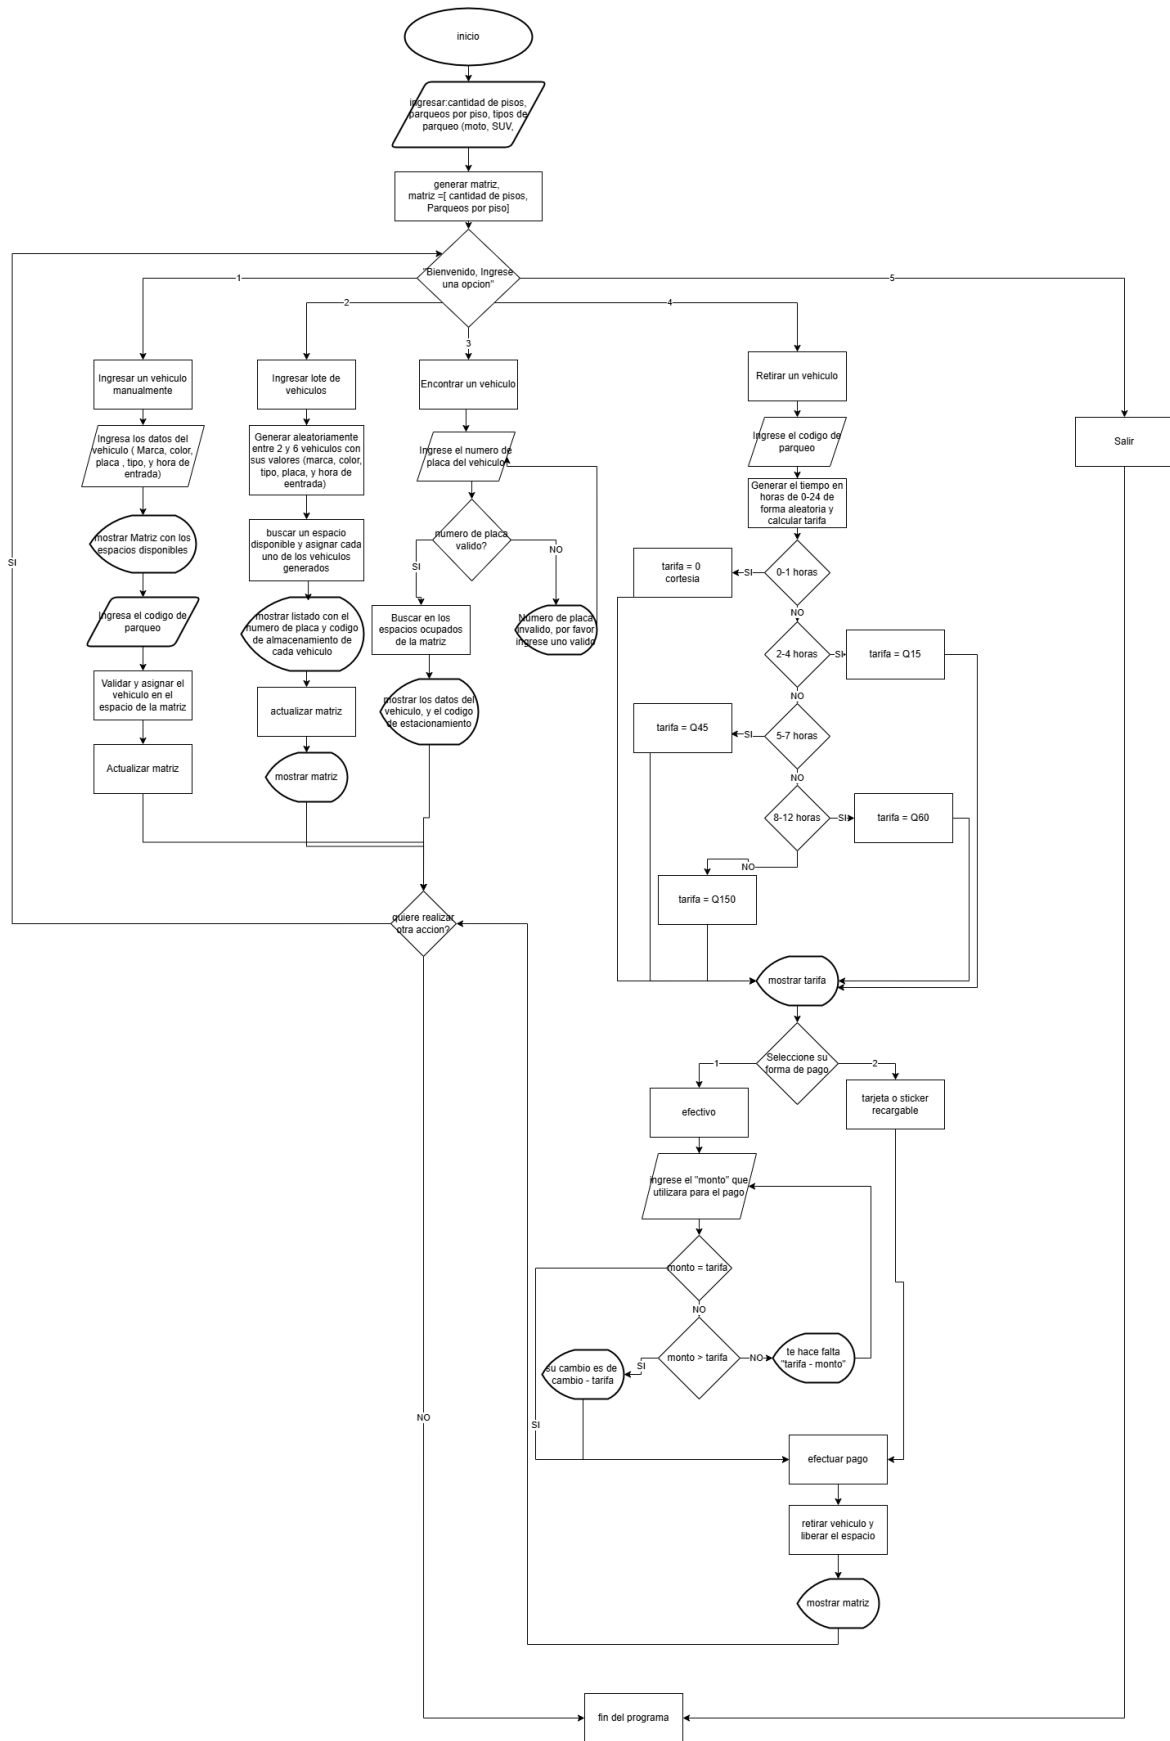 inicio
ingresar:cantidad de pisos,
parqueos por piso, tipos de
parqueo (moto, SUV,
generar matriz,
matriz =[ cantidad de pisos,
Parqueos por piso]
"Bienvenido, Ingrese
una opcion"
1
2
3
4
5
Ingresar un vehiculo
manualmente
Ingresa los datos del
vehiculo ( Marca, color,
placa , tipo, y hora de
entrada)
mostrar Matriz con los
espacios disponibles
Ingresa el codigo de
parqueo
Validar y asignar el
vehiculo en el
espacio de la matriz
Actualizar matriz
Ingresar lote de
vehiculos
Generar aleatoriamente
entre 2 y 6 vehiculos con
sus valores (marca, color,
tipo, placa, y hora de
eentrada)
buscar un espacio
disponible y asignar cada
uno de los vehiculos
generados
mostrar listado con el
numero de placa y codigo
de almacenamiento de
cada vehiculo
actualizar matriz
mostrar matriz
Encontrar un vehiculo
Ingrese el numero de
placa del vehiculo
numero de placa
valido?
SI
NO
Numero de placa
invalido, por favor
ingrese uno valido
Buscar en los
espacios ocupados
de la matriz
mostrar los datos del
vehiculo, y el codigo
de estacionamiento
Retirar un vehiculo
Ingrese el codigo de
parqueo
Generar el tiempo en
horas de 0-24 de
forma aleatoria y
calcular tarifa
0-1 horas
SI
tarifa = 0
cortesia
NO
2-4 horas
SI
tarifa = Q15
NO
5-7 horas
SI
tarifa = Q45
NO
8-12 horas
SI
tarifa = Q60
NO
tarifa = Q150
Salir
SI
quiere realizar
otra accion?
NO
mostrar tarifa
Seleccione su
forma de pago
1
2
efectivo
tarjeta o sticker
recargable
ingrese el "monto" que
utilizara para el pago
monto = tarifa
SI
NO
monto > tarifa
SI
NO
su cambio es de
cambio - tarifa
te hace falta
"tarifa - monto"
efectuar pago
retirar vehiculo y
liberar el espacio
mostrar matriz
fin del programa